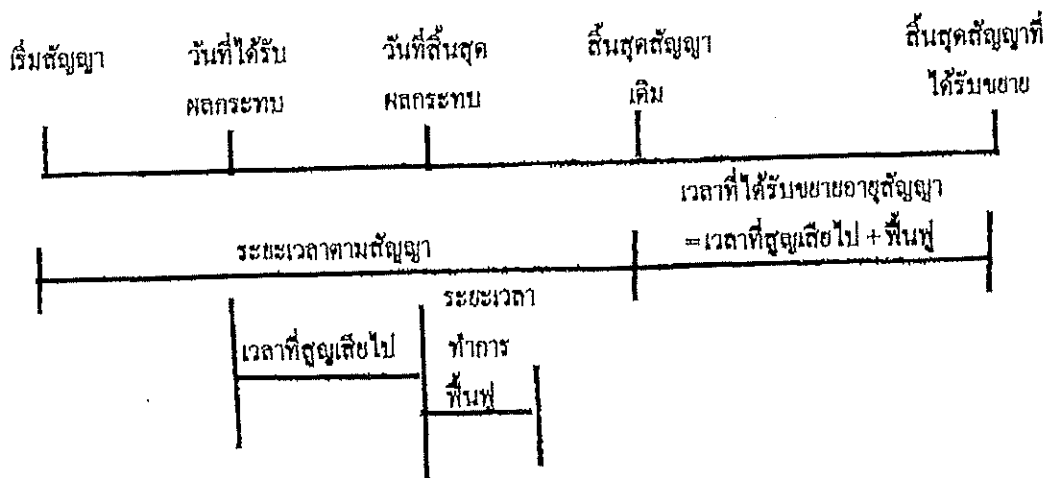 เริ่มสัญญา
วันที่ได้รับ
ผลกระทบ
วันที่สิ้นสุด
ผลกระทบ
สิ้นสุดสัญญา
เดิม
สิ้นสุดสัญญาที่
ได้รับขยาย
เวลาที่ได้รับขยายอายุสัญญา
=เวลาที่สูญเสียไป + ฟื้นฟู
ระยะเวลาตามสัญญา
เวลาที่สูญเสียไป
ระยะเวลา
ทำการ
ฟื้นฟู